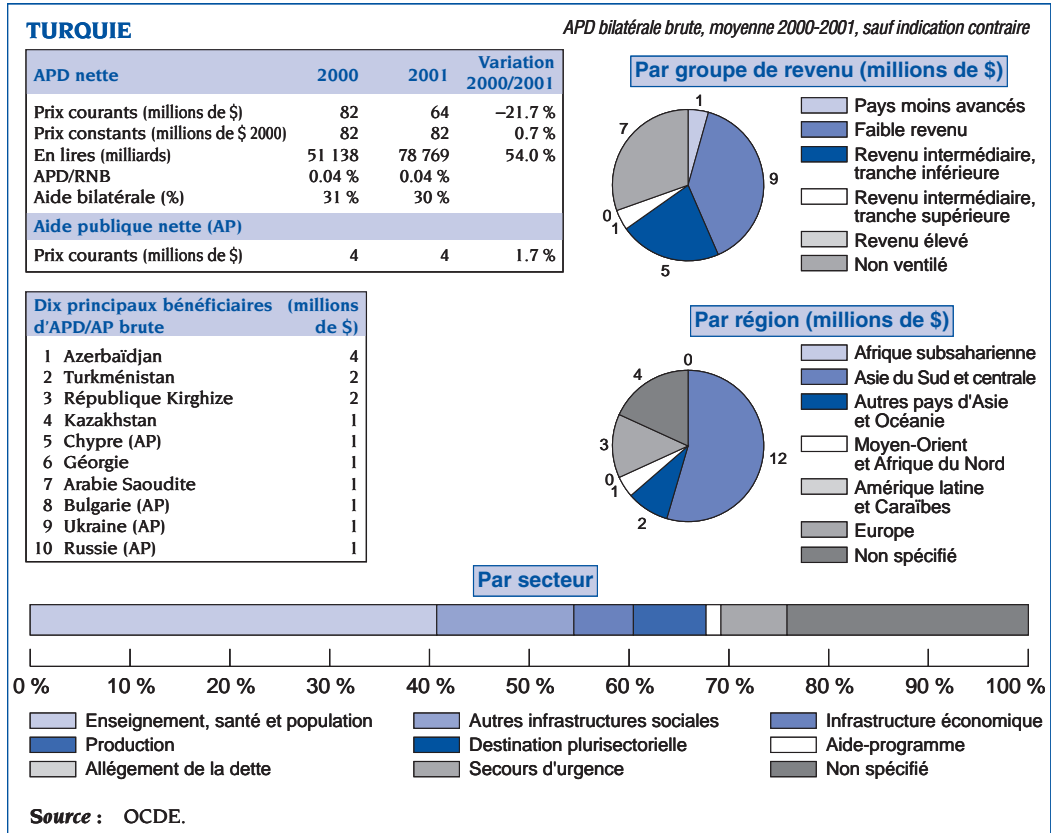 TURQUIE
APD bilatérale brute, moyenne 2000-2001, sauf indication contraire
APD nette 2000 2001 Variation 2000/2001
Prix courants (millions de $) 82 64 –21.7 %
Prix constants (millions de $ 2000) 82 82 0.7 %
En lires (milliards) 51 138 78 769 54.0 %
APD/RNB 0.04 % 0.04 %
Aide bilatérale (%) 31 % 30 %
Aide publique nette (AP)
Prix courants (millions de $) 4 4 1.7 %
Par groupe de revenu (millions de $)
1
9
5
1
0
7
Pays moins avancés
Faible revenu
Revenu intermédiaire,
tranche inférieure
Revenu intermédiaire,
tranche supérieure
Revenu élevé
Non ventilé
Dix principaux bénéficiaires (millions
d'APD/AP brute de $)
1 Azerbaïdjan 4
2 Turkménistan 2
3 République Kirghize 2
4 Kazakhstan 1
5 Chypre (AP) 1
6 Géorgie 1
7 Arabie Saoudite 1
8 Bulgarie (AP) 1
9 Ukraine (AP) 1
10 Russie (AP) 1
Par région (millions de $)
0
12
2
1
0
3
4
Afrique subsaharienne
Asie du Sud et centrale
Autres pays d'Asie
et Océanie
Moyen-Orient
et Afrique du Nord
Amérique latine
et Caraïbes
Europe
Non spécifié
Par secteur
0 % 10 % 20 % 30 % 40 % 50 % 60 % 70 % 80 % 90 % 100 %
Enseignement, santé et population Autres infrastructures sociales Infrastructure économique
Production Destination plurisectorielle Aide-programme
Allégement de la dette Secours d'urgence Non spécifié
Source : OCDE.